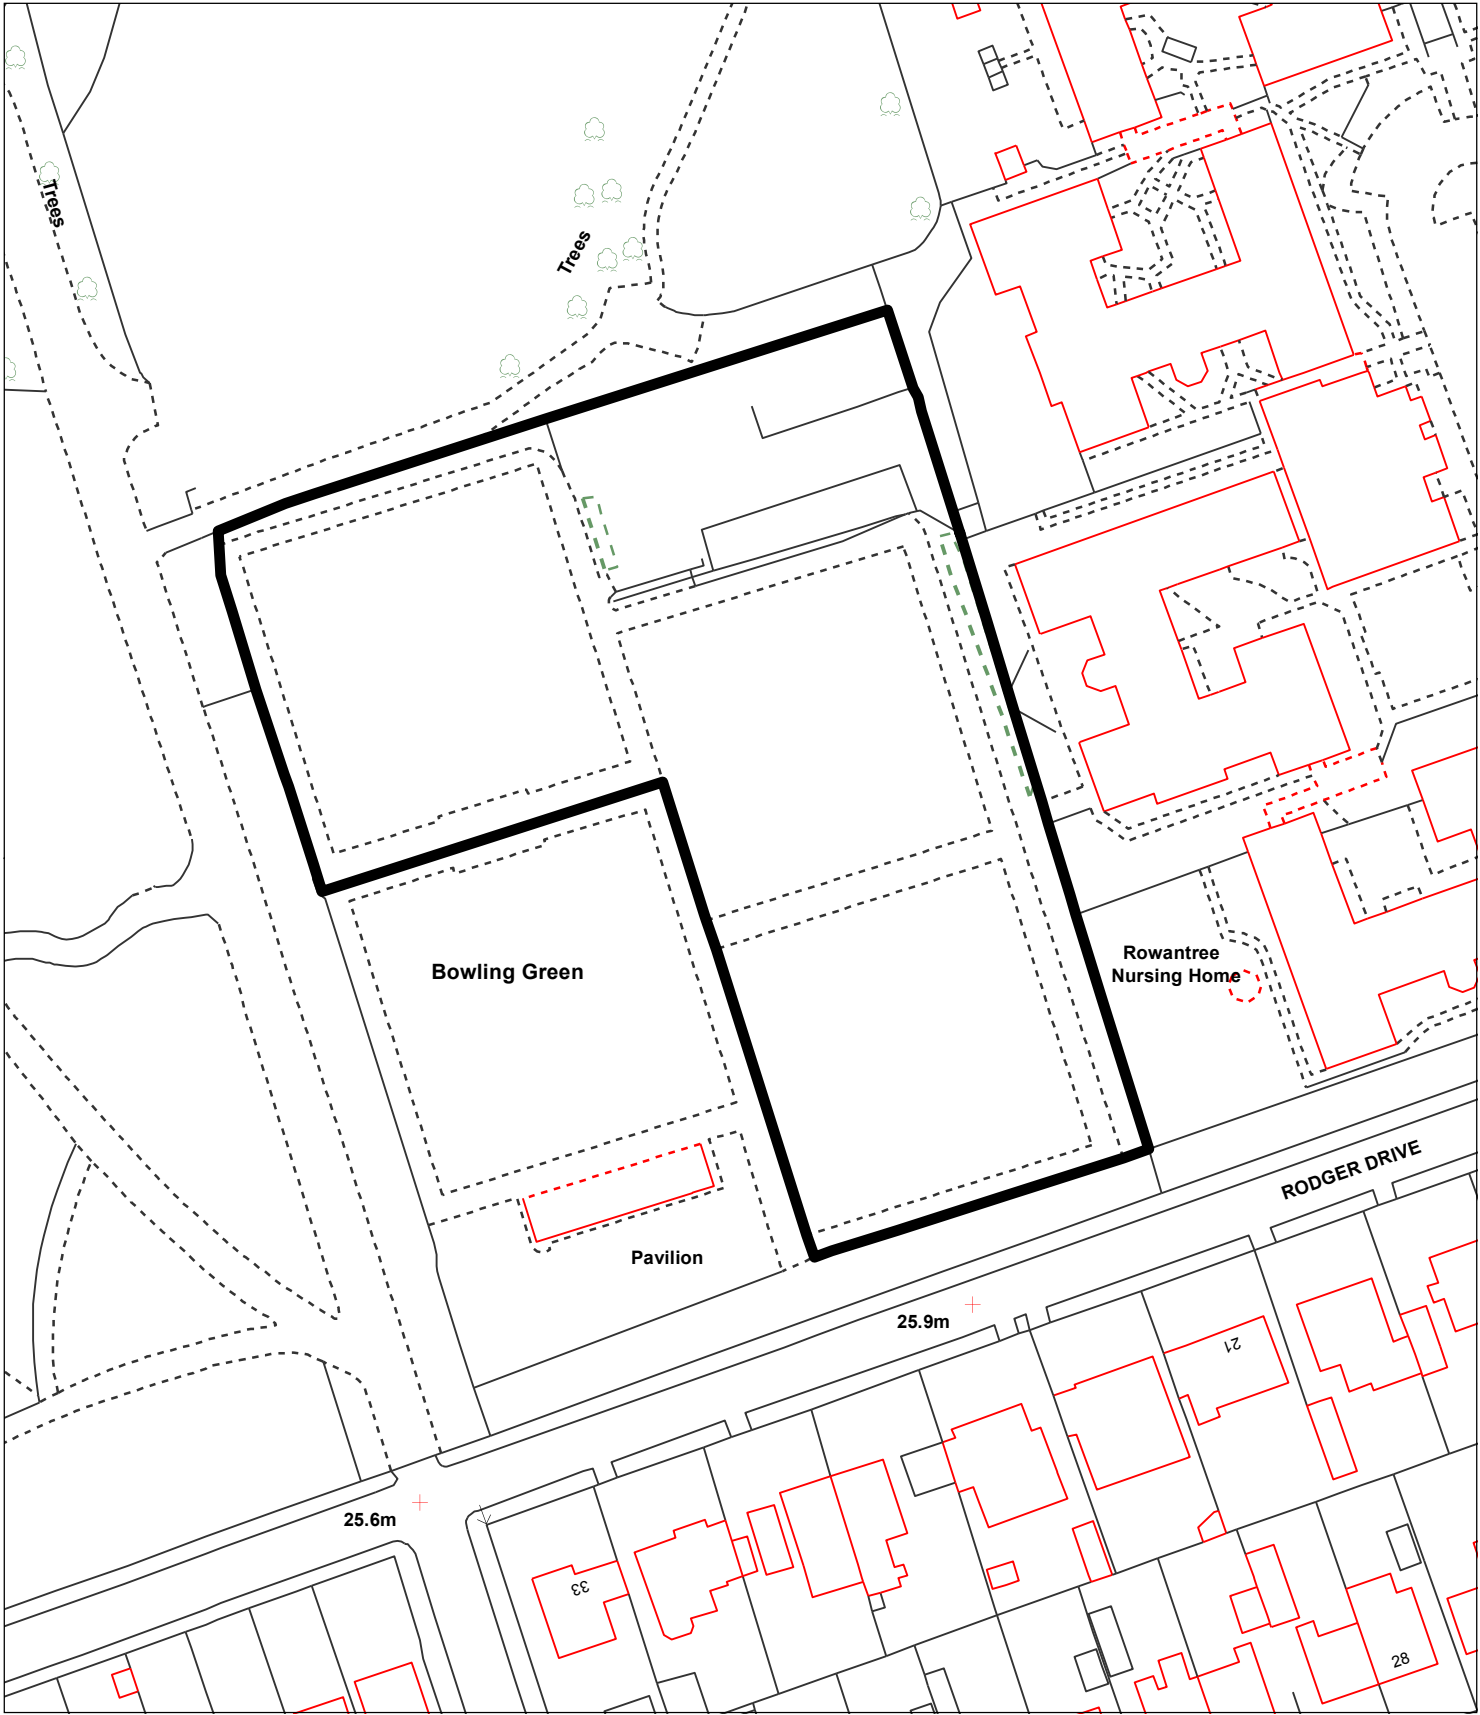 Trees
Trees
Bowling Green
Rowantree
Nursing Home
RODGER DRIVE
Pavilion
25.9m
21
25.6m
33
28